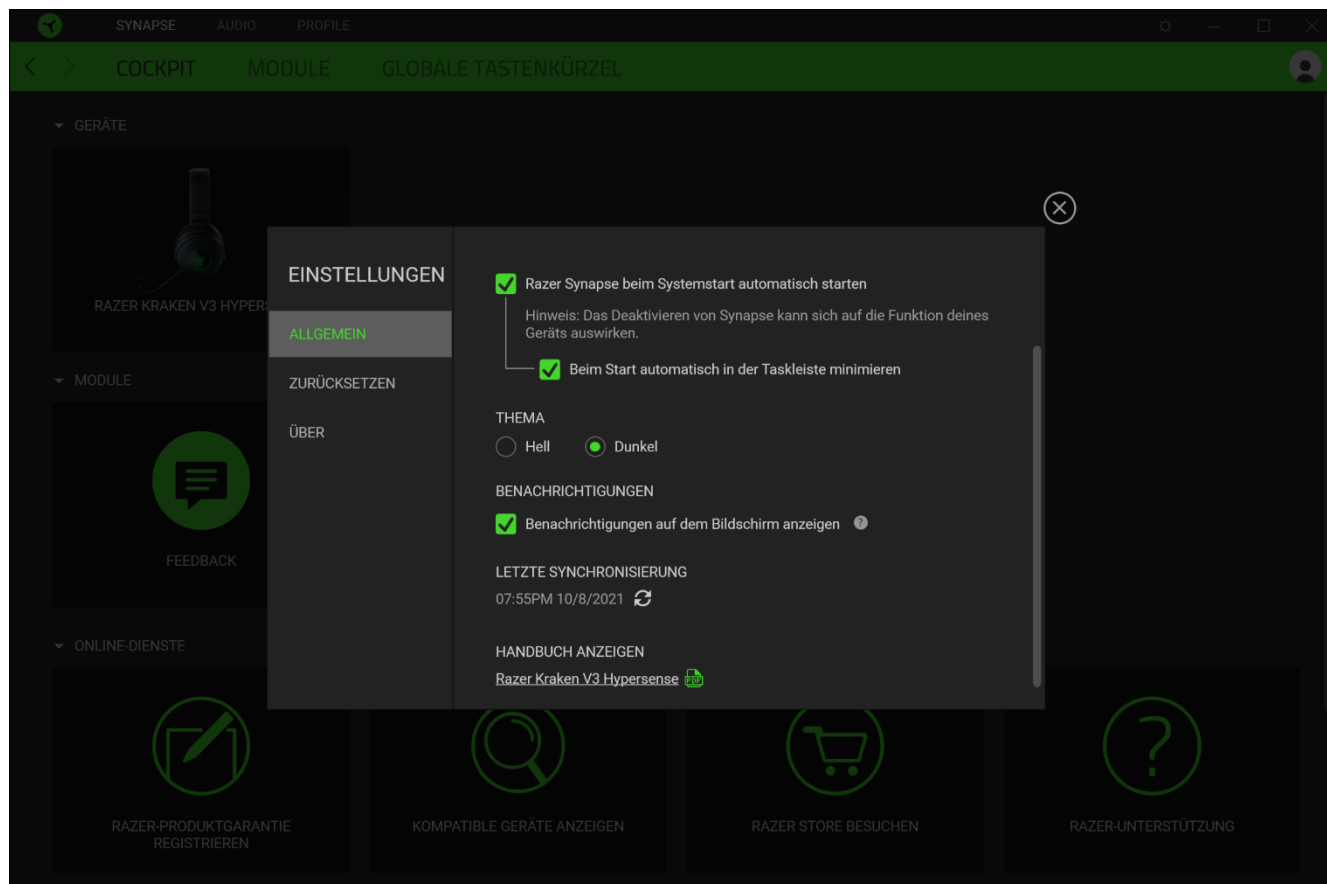 SYNAPSE
AUDIO
PROFILE
COCKPIT
MODULE
GLOBALE TASTENKÜRZEL
GERÄTE
RAZER KRAKEN V3 HYPER
MODULE
FEEDBACK
ONLINE-DIENSTE
RAZER-PRODUKTGARANTIE
REGISTRIEREN
KOMPATIBLE GERÄTE ANZEIGEN
RAZER STORE BESUCHEN
RAZER-UNTERSTÜTZUNG
EINSTELLUNGEN
ALLGEMEIN
ZURÜCKSETZEN
ÜBER
Razer Synapse beim Systemstart automatisch starten
Hinweis: Das Deaktivieren von Synapse kann sich auf die Funktion deines
Geräts auswirken.
Beim Start automatisch in der Taskleiste minimieren
THEMA
Hell
Dunkel
BENACHRICHTIGUNGEN
Benachrichtigungen auf dem Bildschirm anzeigen ?
LETZTE SYNCHRONISIERUNG
07:55PM 10/8/2021
HANDBUCH ANZEIGEN
Razer Kraken V3 Hypersense PDF